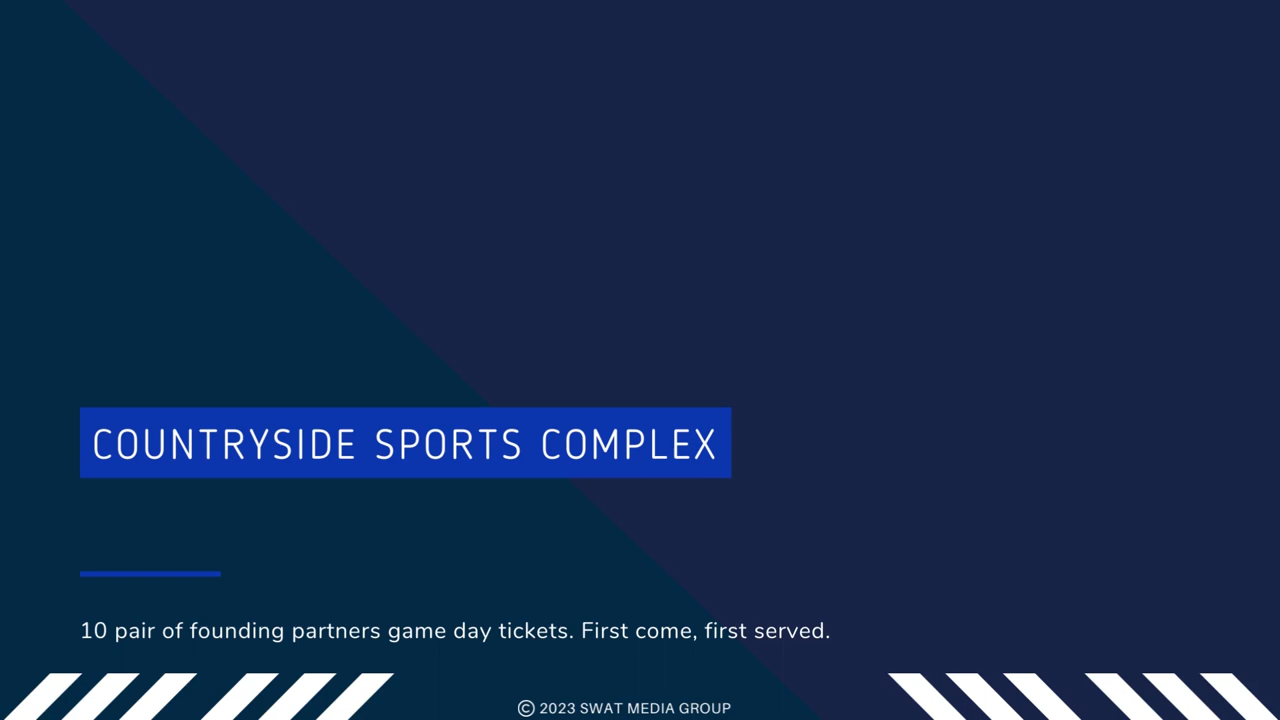 COUNTRYSIDE SPORTS COMPLEX
10 pair of founding partners game day tickets. First come, first served.
© 2023 SWAT MEDIA GROUP